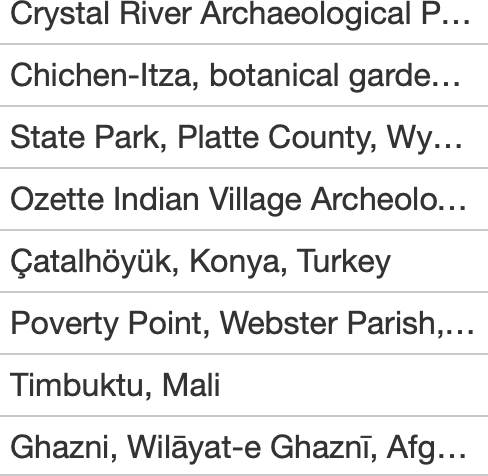 Crystal River Archaeological P...
Chichen-Itza, botanical garde...
State Park, Platte County, Wy...
Ozette Indian Village Archeolo...
Çatalhöyük, Konya, Turkey
Poverty Point, Webster Parish,...
Timbuktu, Mali
Ghazni, Wilāyat-e Ghaznī, Afg...